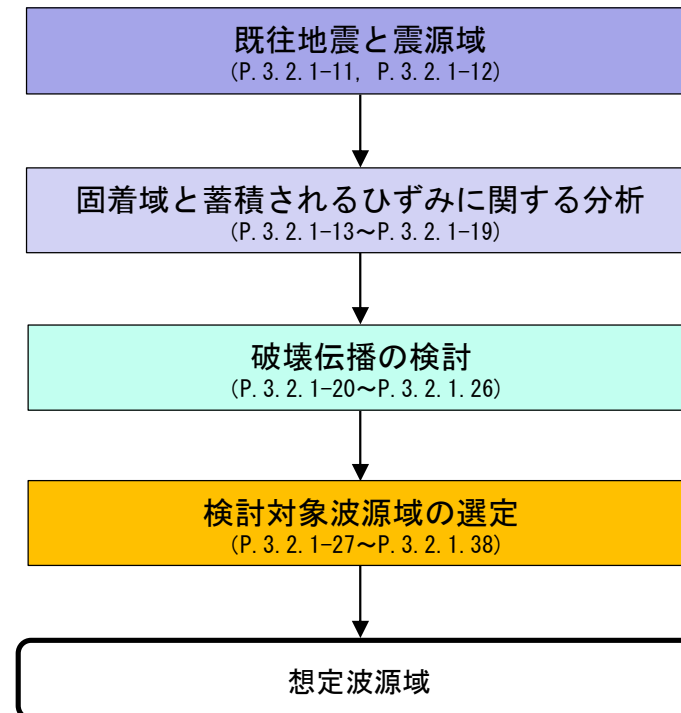 既往地震と震源域
(P.3.2.1-11, P.3.2.1-12)
固着域と蓄積されるひずみに関する分析
(P.3.2.1-13～P.3.2.1-19)
破壊伝播の検討
(P.3.2.1-20～P.3.2.1.26)
検討対象波源域の選定
(P.3.2.1-27～P.3.2.1.38)
想定波源域